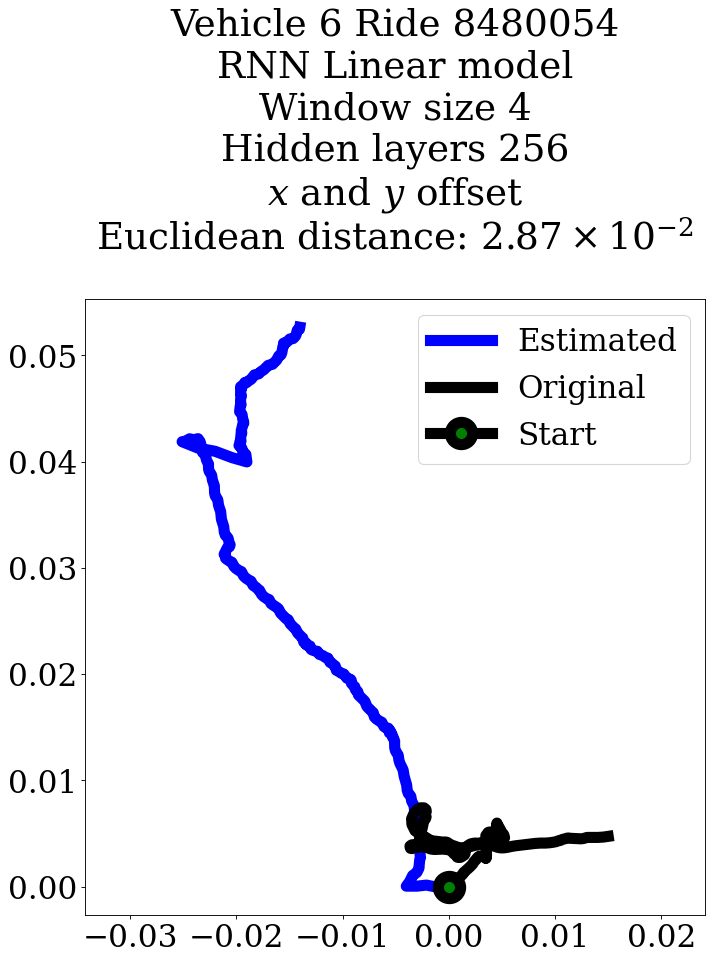 Vehicle 6 Ride 8480054
RNN Linear model
Window size 4
Hidden layers 256
x and y offset
Euclidean distance: 2.87 × 10⁻²
Estimated
Original
Start
0.05
0.04
0.03
0.02
0.01
0.00
−0.03 −0.02 −0.01 0.00 0.01 0.02